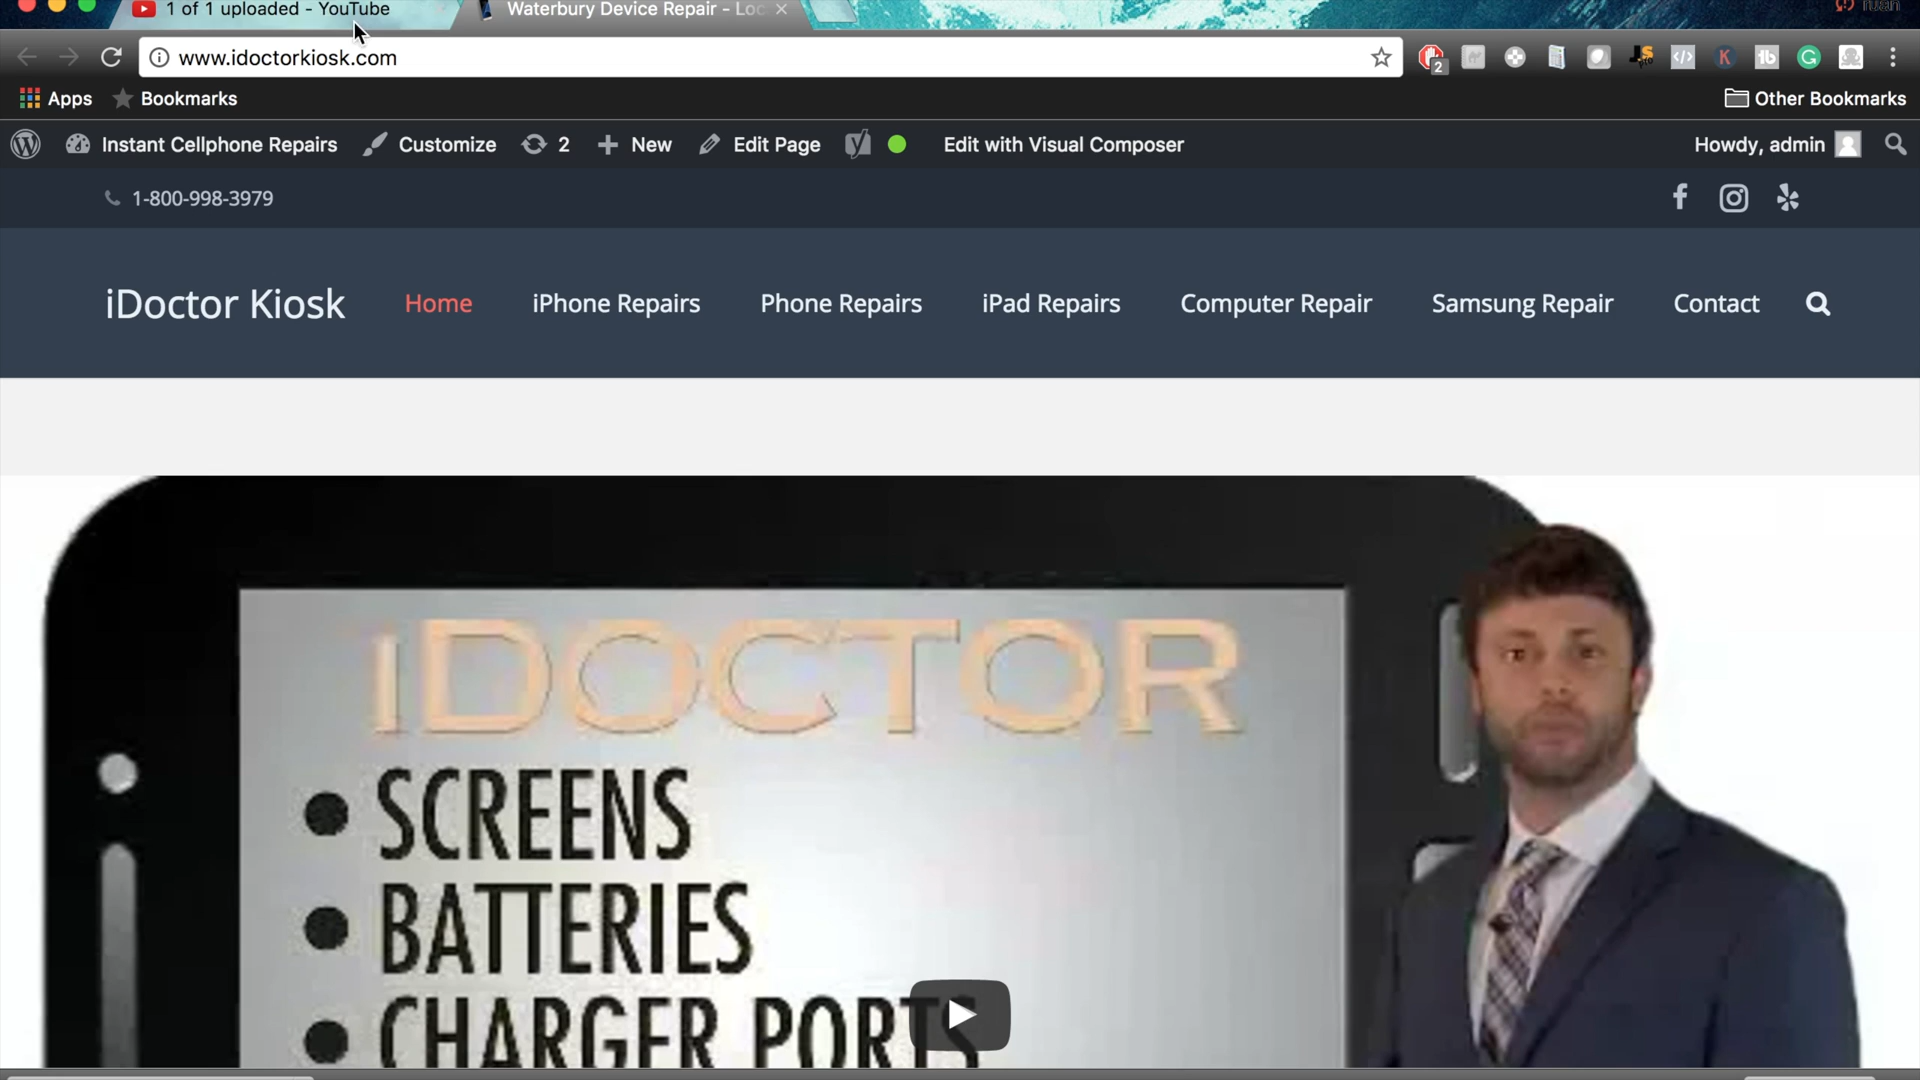 1 of 1 uploaded - YouTube
Waterbury Device Repair - Loc
www.idoctorkiosk.com
2
Apps
Bookmarks
Other Bookmarks
Instant Cellphone Repairs
Customize
2
New
Edit Page
Edit with Visual Composer
Howdy, admin
1-800-998-3979
iDoctor Kiosk
Home
iPhone Repairs
Phone Repairs
iPad Repairs
Computer Repair
Samsung Repair
Contact
iDOCTOR
• SCREENS
• BATTERIES
• CHARGER PORTS